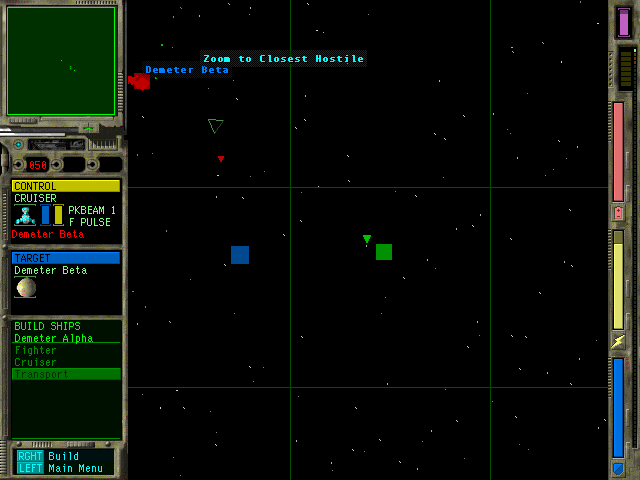 Zoom to Closest Hostile
Demeter Beta
050
CONTROL
CRUISER
PKBEAM 1
F PULSE
Demeter Beta
TARGET
Demeter Beta
BUILD SHIPS
Demeter Alpha
Fighter
Cruiser
Transport
RGHT Build
LEFT Main Menu